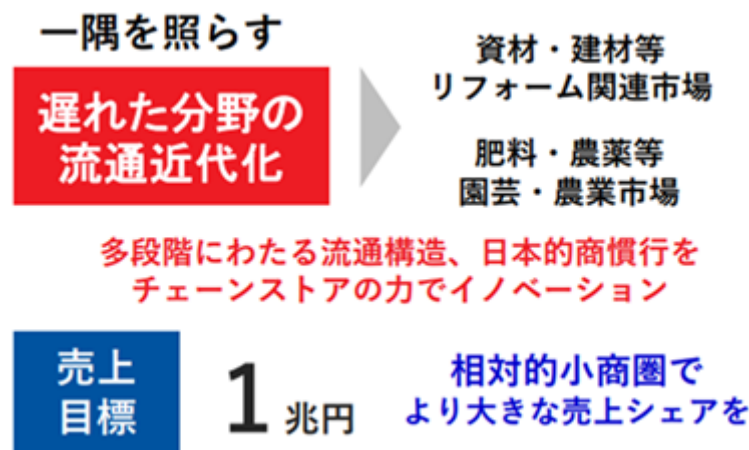 一隅を照らす
遅れた分野の
流通近代化
資材・建材等
リフォーム関連市場
肥料・農薬等
園芸・農業市場
多段階にわたる流通構造、日本的商慣行を
チェーンストアの力でイノベーション
売上
目標
1兆円
相対的小商圏で
より大きな売上シェアを